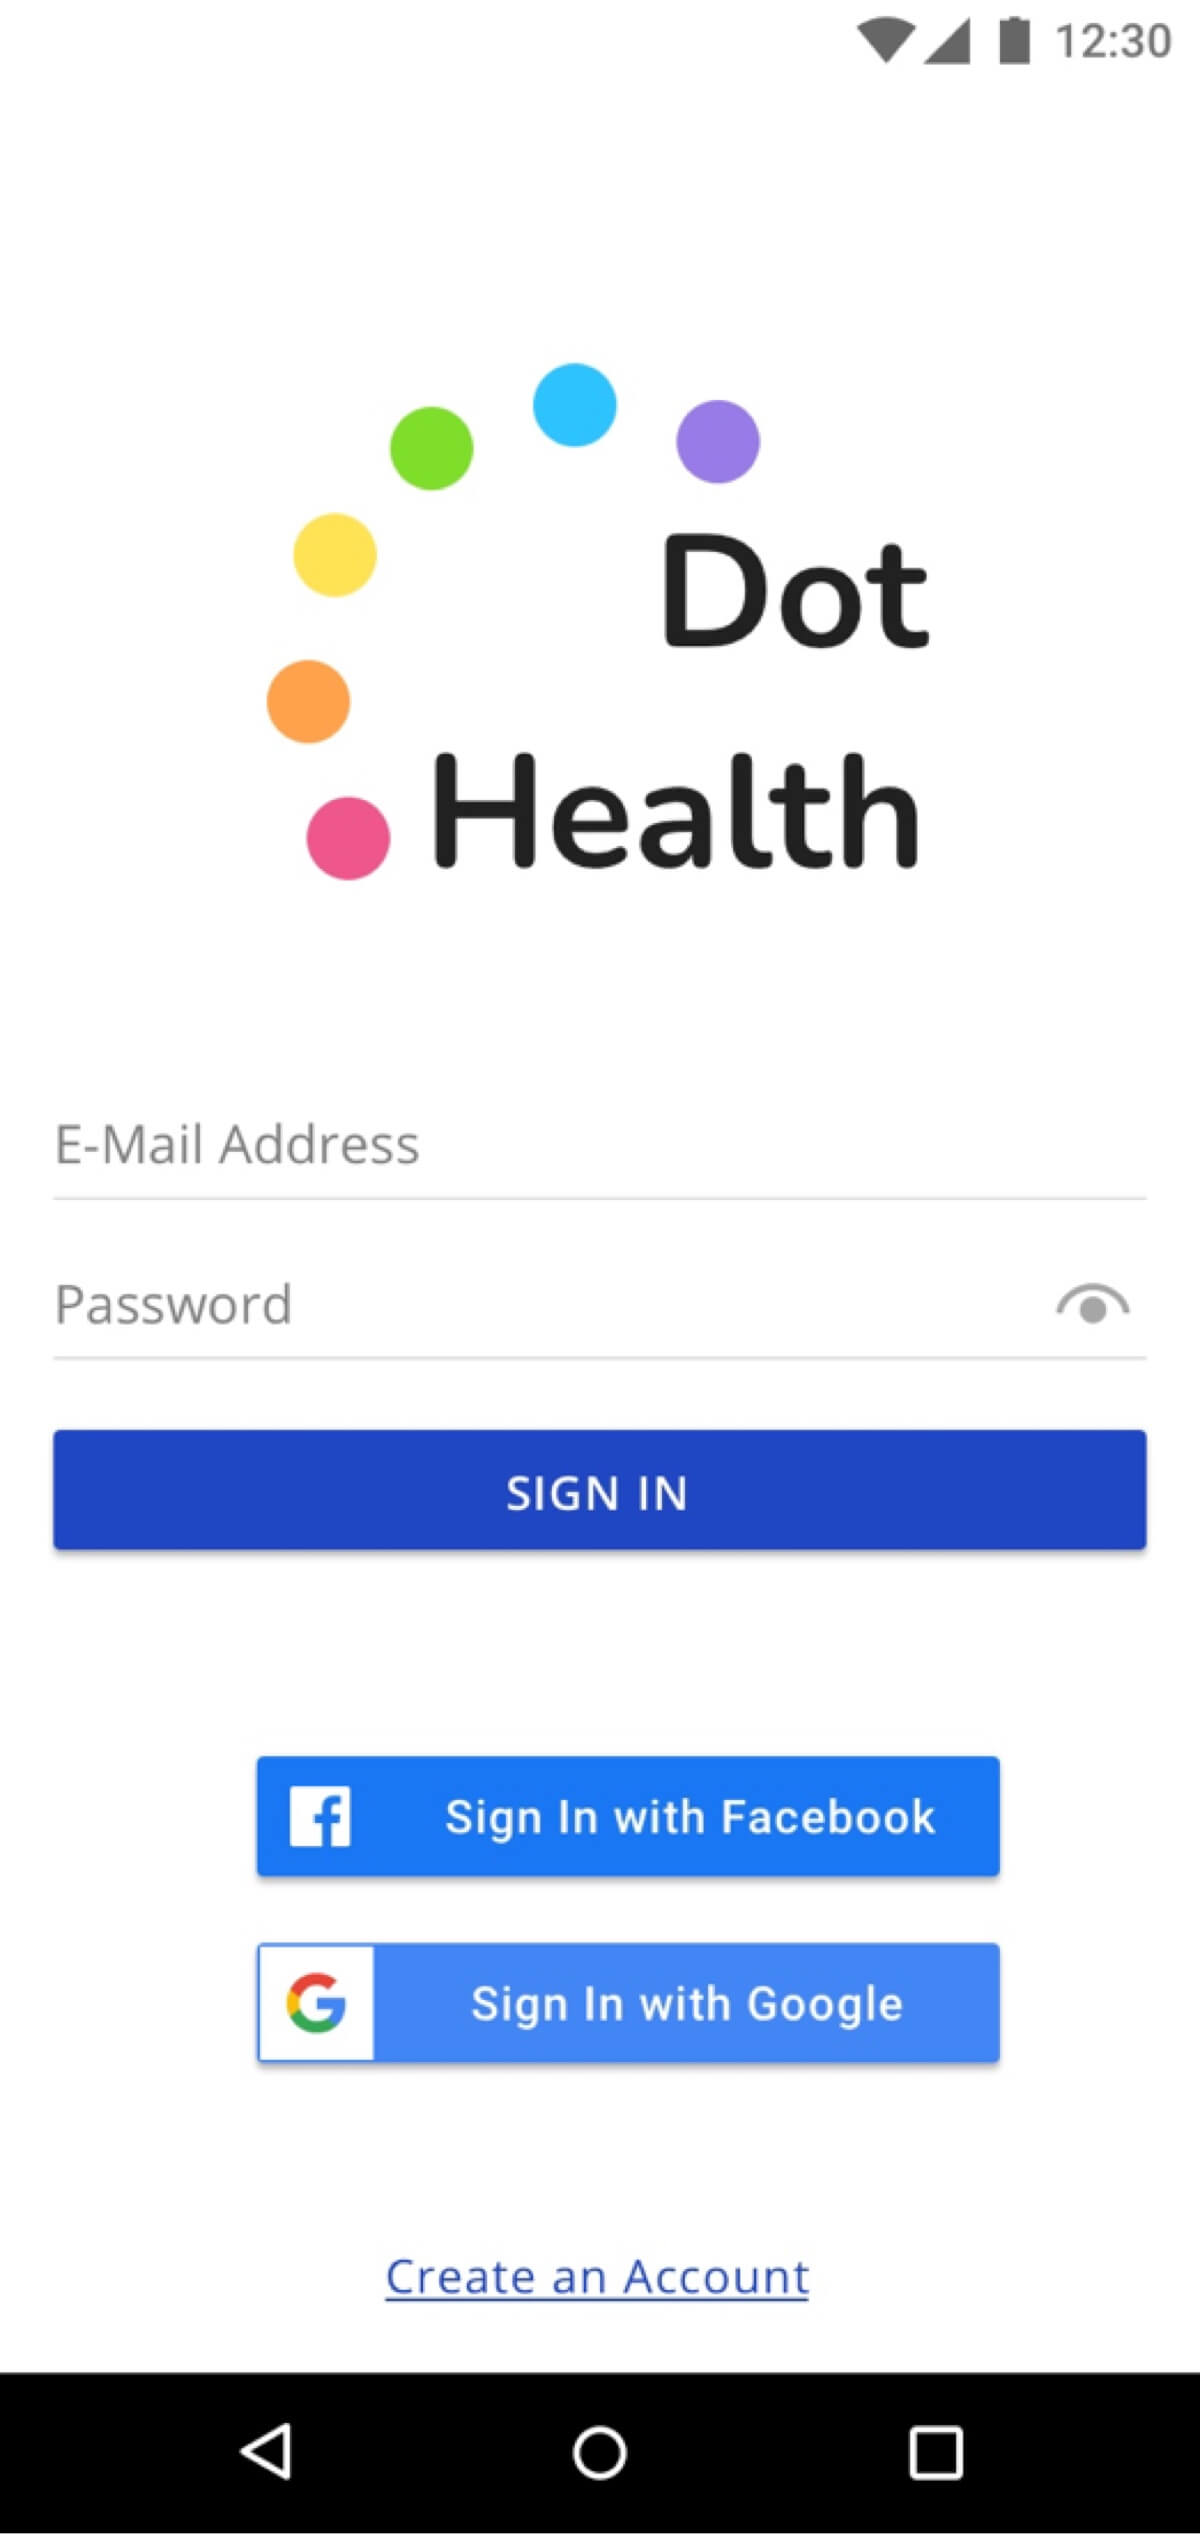 12:30
Dot
Health
E-Mail Address
Password
SIGN IN
Sign In with Facebook
Sign In with Google
Create an Account